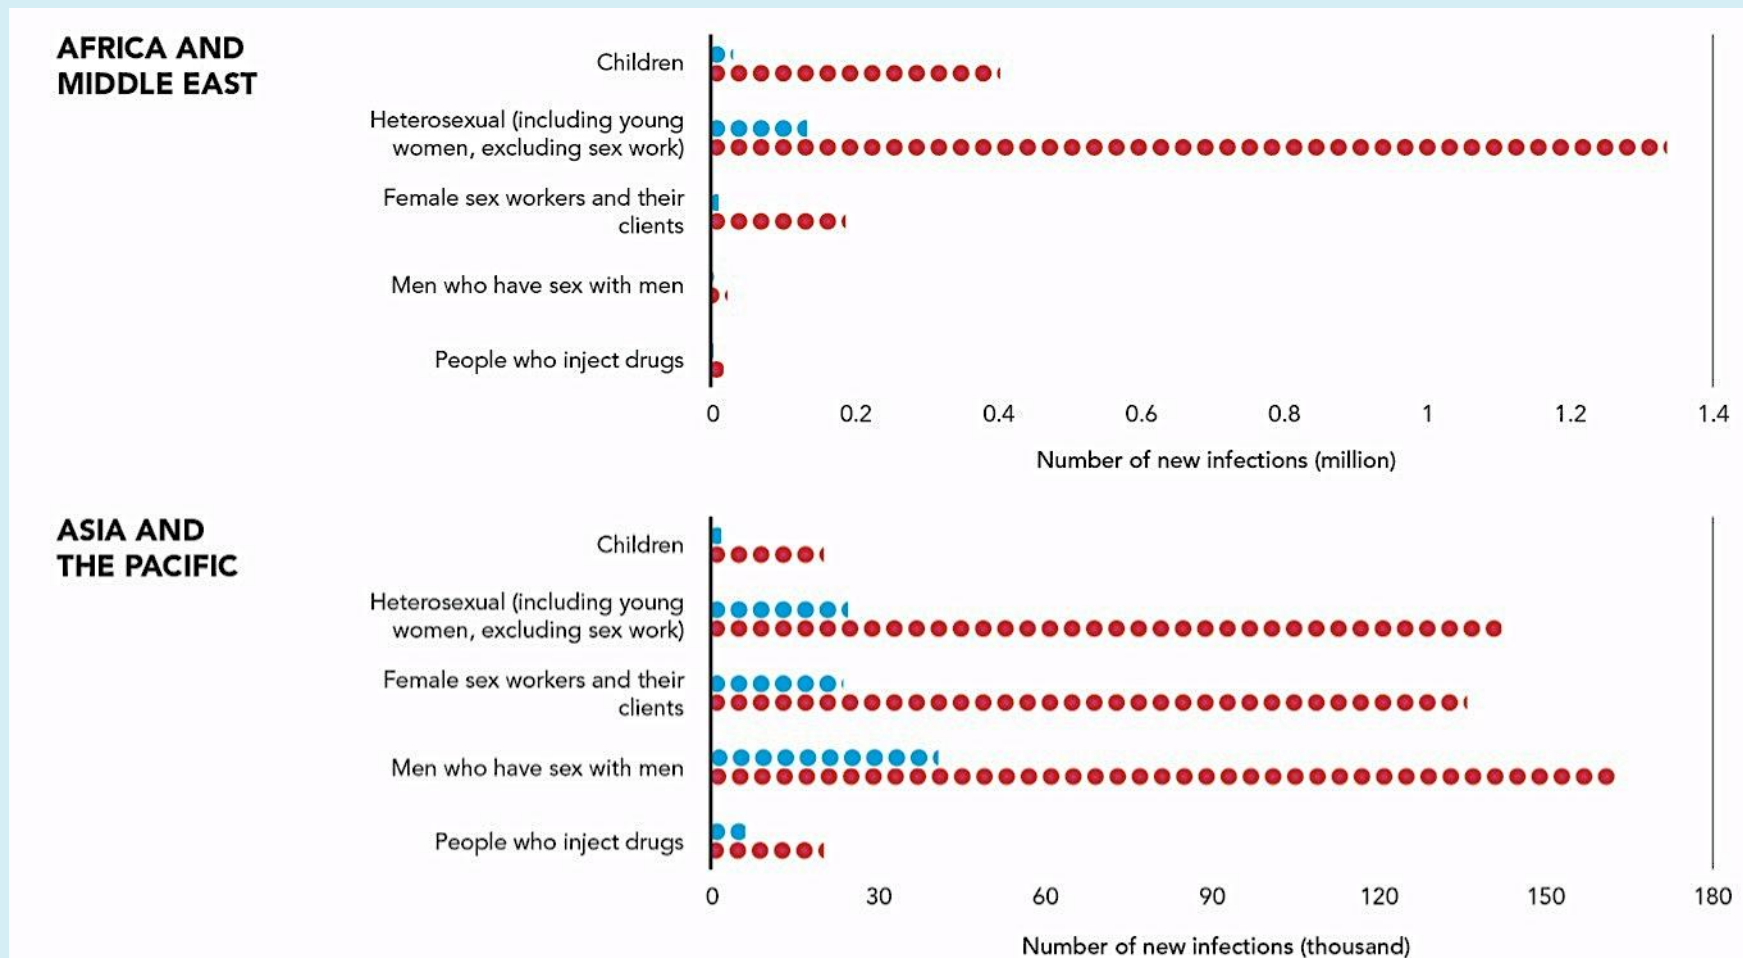 AFRICA AND
MIDDLE EAST
Children
Heterosexual (including young
women, excluding sex work)
Female sex workers and their
clients
Men who have sex with men
People who inject drugs
0 0.2 0.4 0.6 0.8 1 1.2 1.4
Number of new infections (million)
ASIA AND
THE PACIFIC
Children
Heterosexual (including young
women, excluding sex work)
Female sex workers and their
clients
Men who have sex with men
People who inject drugs
0 30 60 90 120 150 180
Number of new infections (thousand)